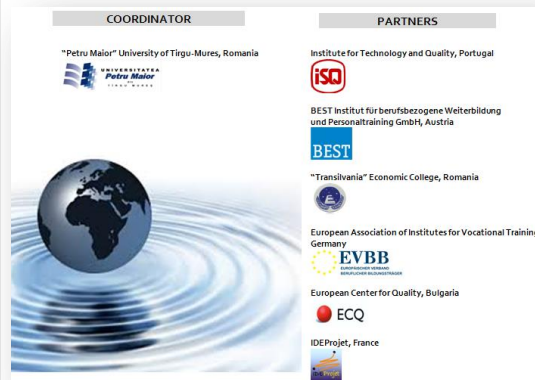 COORDINATOR
"Petru Maior" University of Tirgu-Mures, Romania
UNIVERSITATEA
Petru Maior
TIRGU MURES
PARTNERS
Institute for Technology and Quality, Portugal
isq
BEST Institut für berufsbezogene Weiterbildung
und Personaltraining GmbH, Austria
BEST
"Transilvania" Economic College, Romania
European Association of Institutes for Vocational Training
Germany
EVBB
EUROPÄISCHER VERBAND
BERUFLICHER BILDUNGSTRÄGER
European Center for Quality, Bulgaria
ECQ
IDEProjet, France
IDE Projet